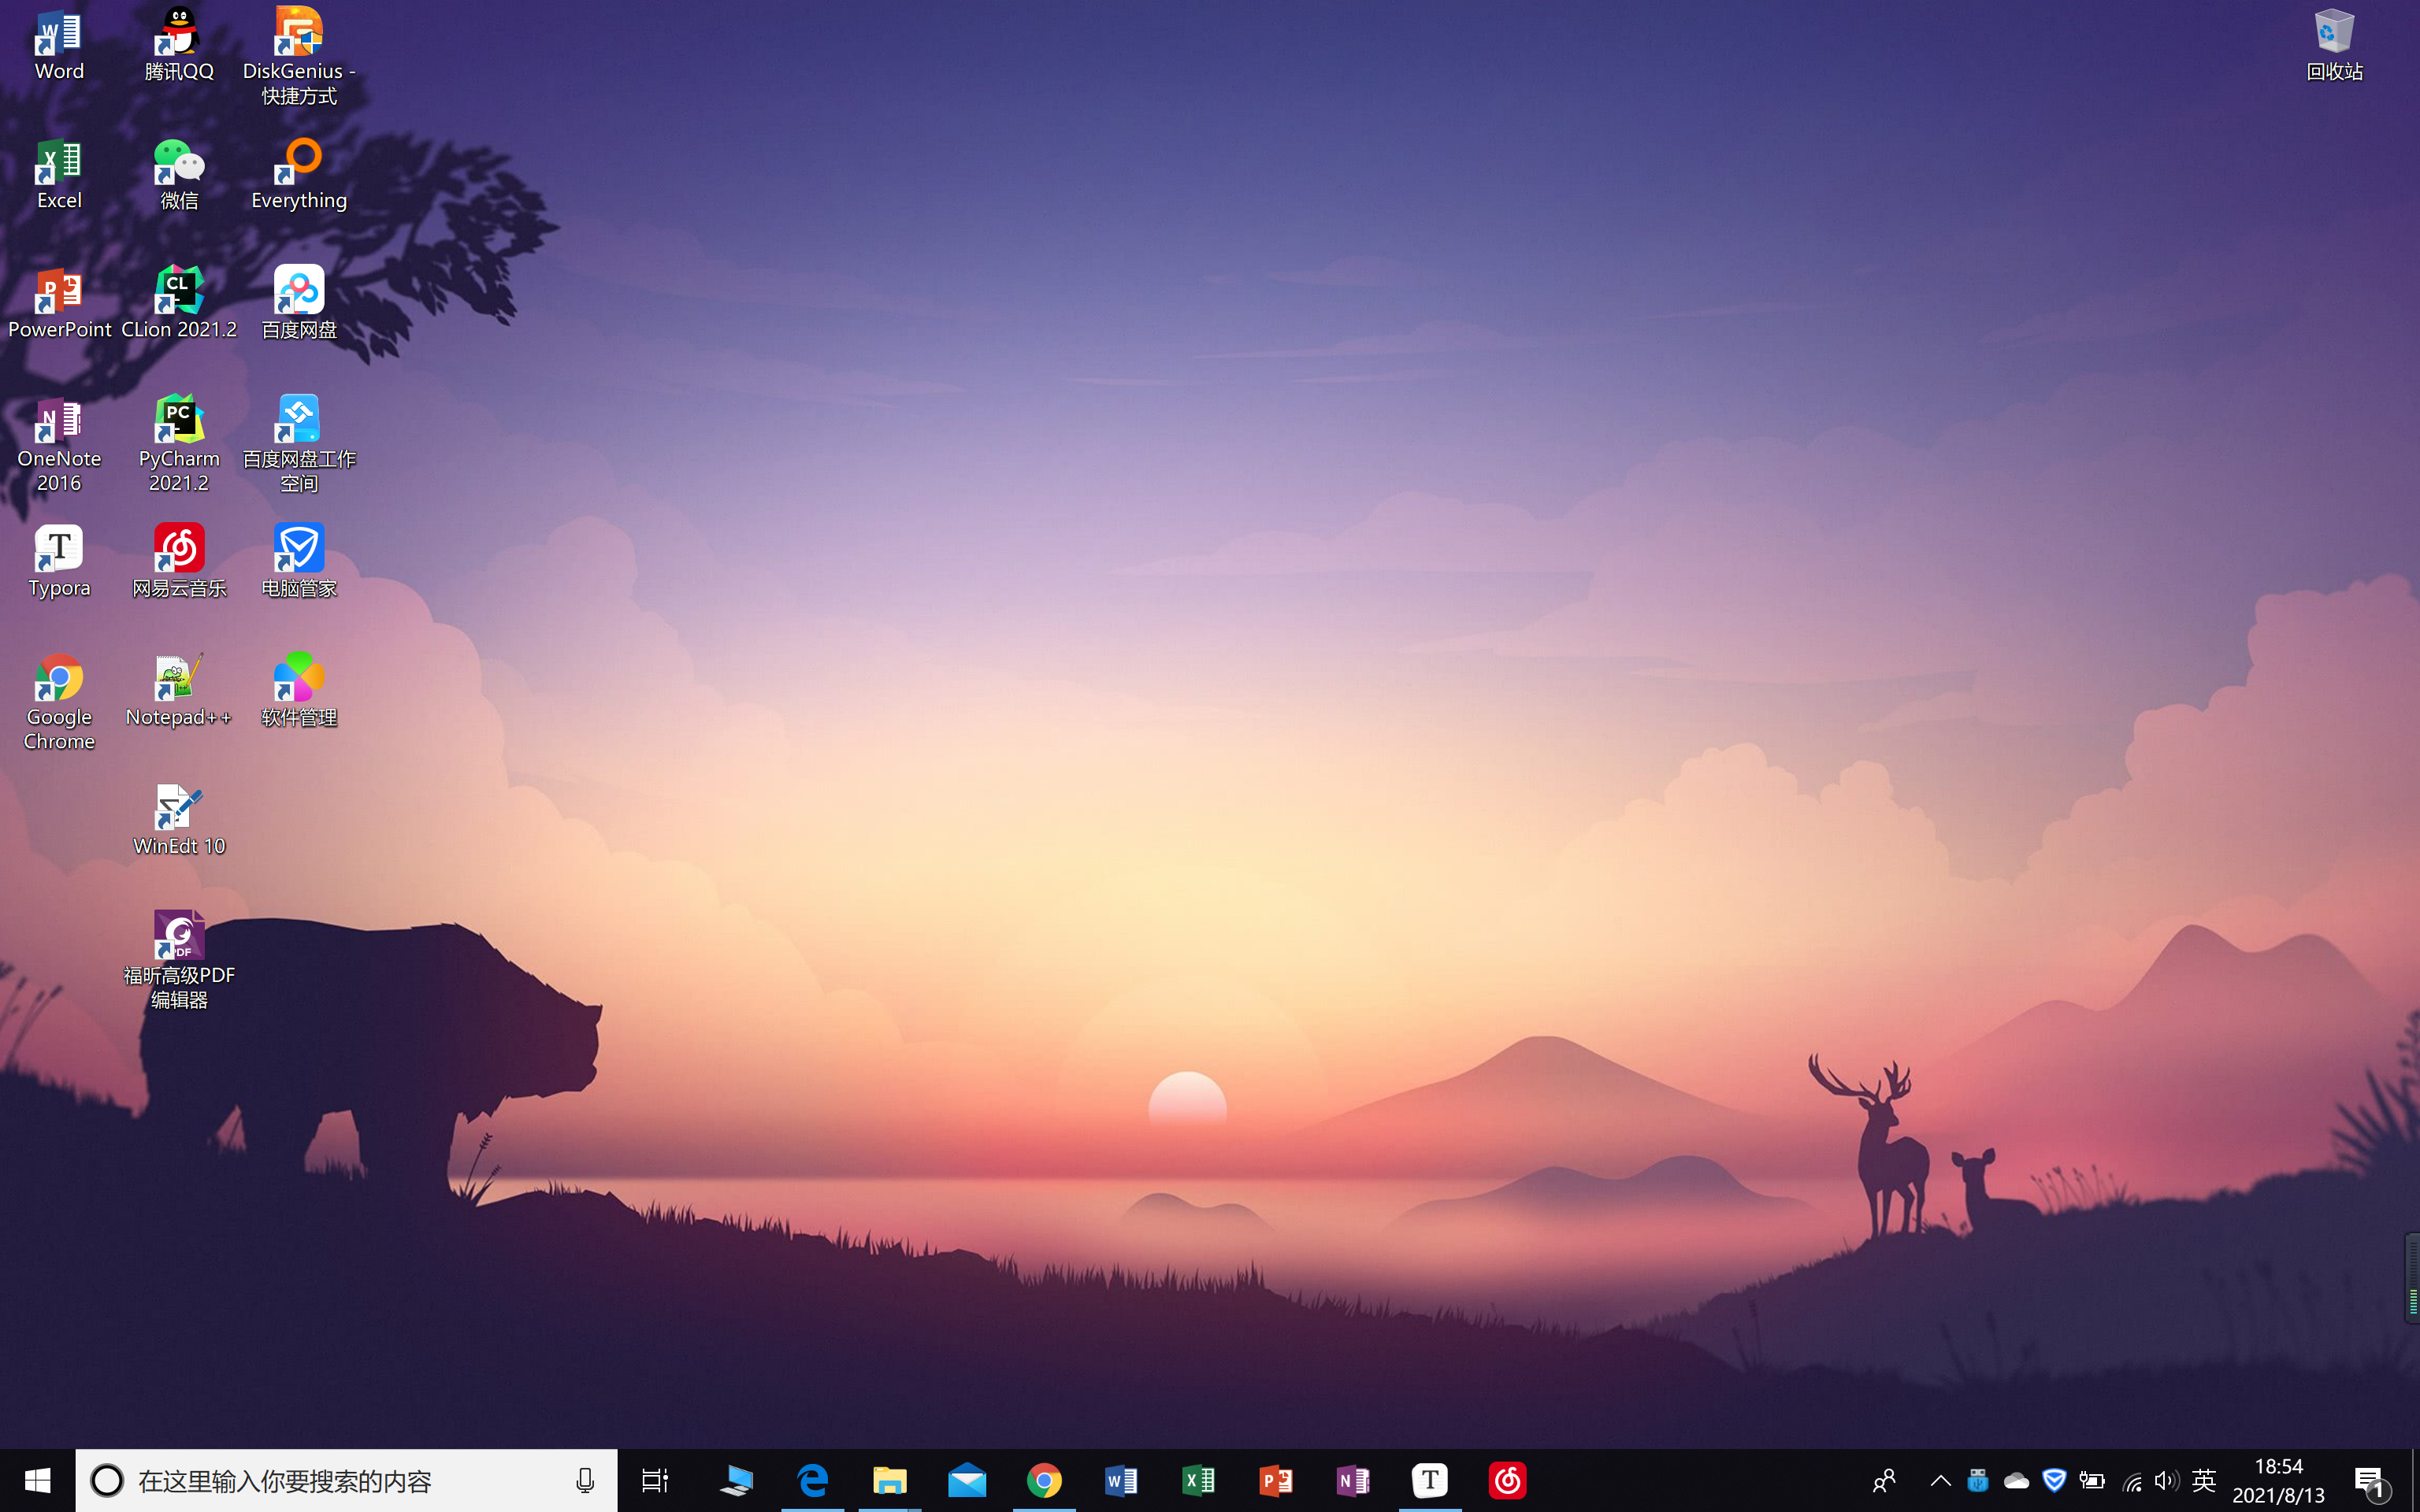 Word
腾讯QQ
DiskGenius -
快捷方式
回收站
Excel
微信
Everything
PowerPoint
CLion 2021.2
百度网盘
OneNote
2016
PyCharm
2021.2
百度网盘工作
空间
Typora
网易云音乐
电脑管家
Google
Chrome
Notepad++
软件管理
WinEdt 10
福昕高级PDF
编辑器
在这里输入你要搜索的内容
英
18:54
2021/8/13
1